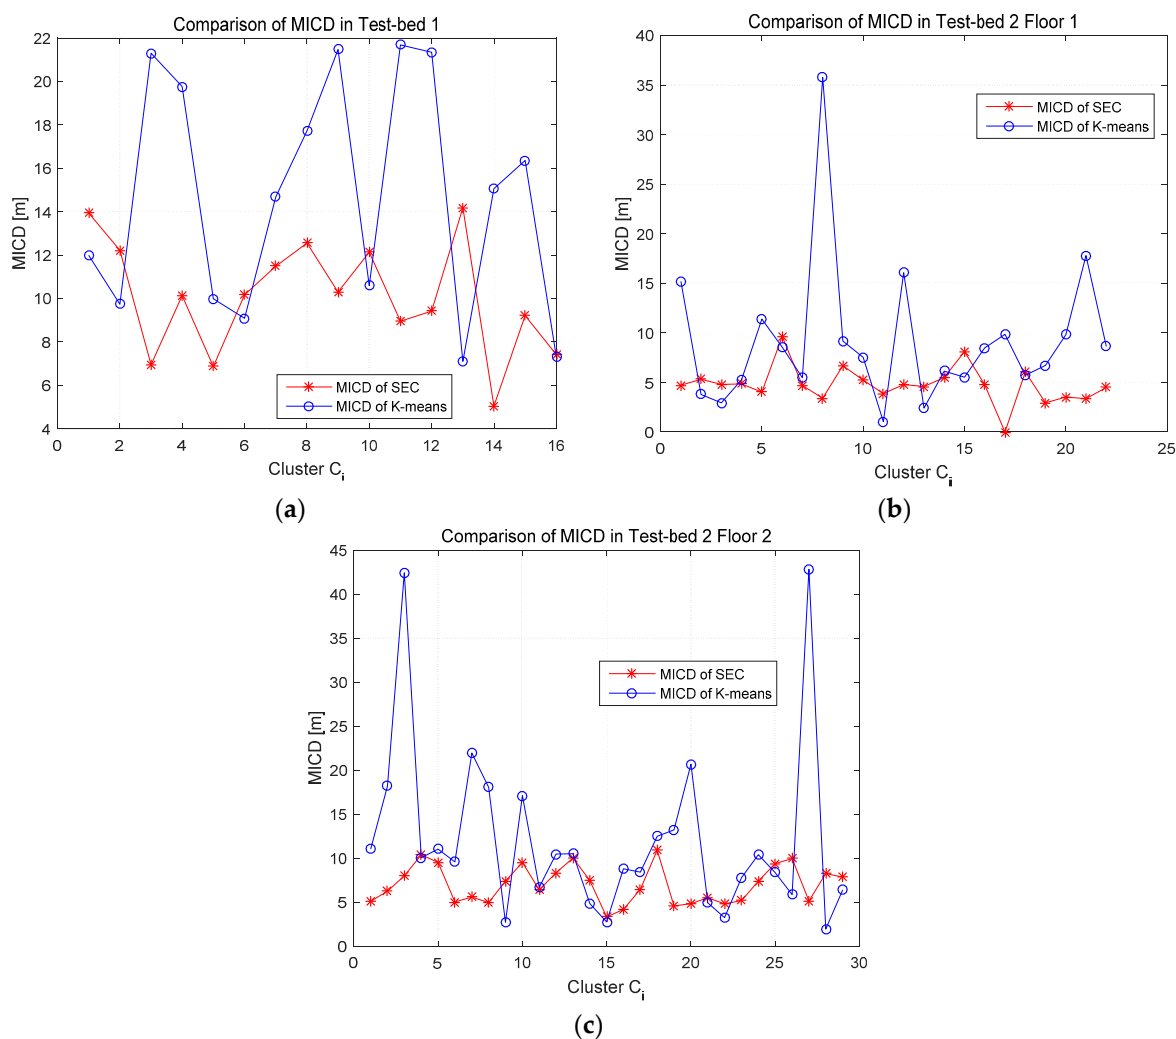 Comparison of MICD in Test-bed 1
22
20
18
16
14
12
10
8
6
4
MICD [m]
MICD of SEC
MICD of K-means
0 2 4 6 8 10 12 14 16
Cluster C i
(a)
Comparison of MICD in Test-bed 2 Floor 1
40
35
30
25
20
15
10
5
0
MICD [m]
MICD of SEC
MICD of K-means
0 5 10 15 20 25
Cluster C i
(b)
Comparison of MICD in Test-bed 2 Floor 2
45
40
35
30
25
20
15
10
5
0
MICD [m]
MICD of SEC
MICD of K-means
0 5 10 15 20 25 30
Cluster C i
(c)